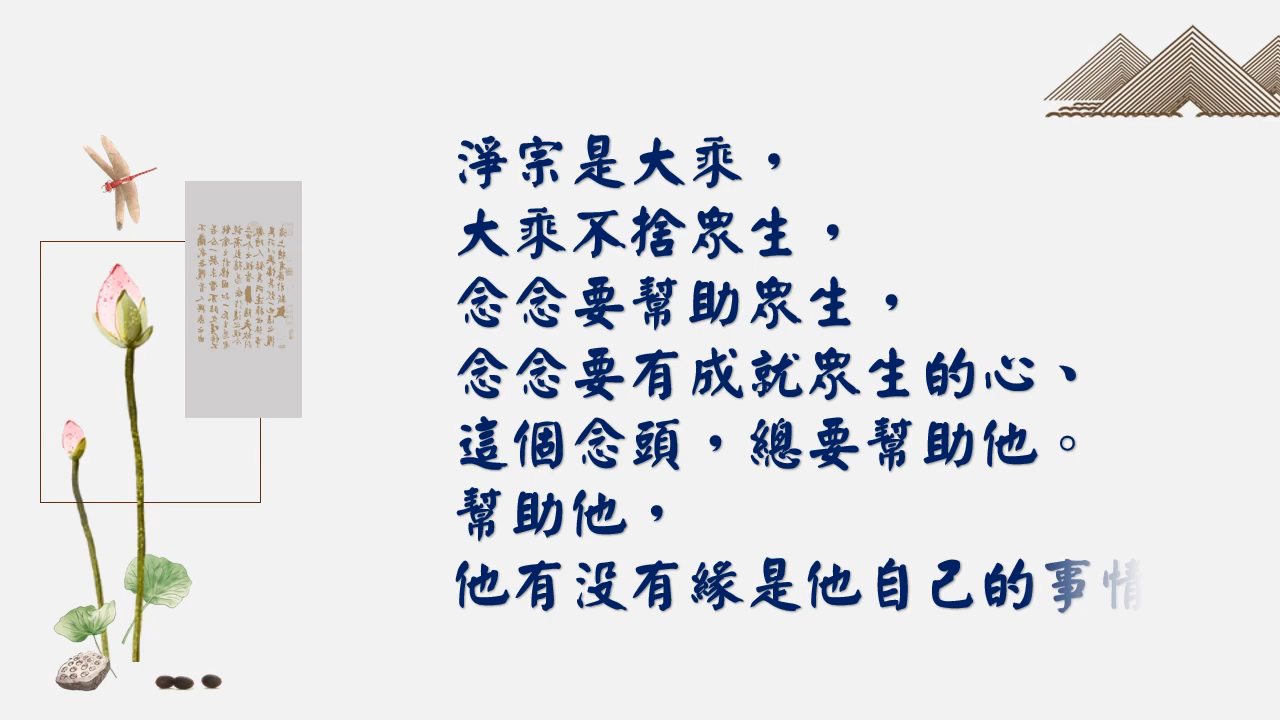 淨宗是大乘，
大乘不捨眾生，
念念要幫助眾生，
念念要有成就眾生的心、
這個念頭，總要幫助他。
幫助他，
他有没有緣是他自己的事情